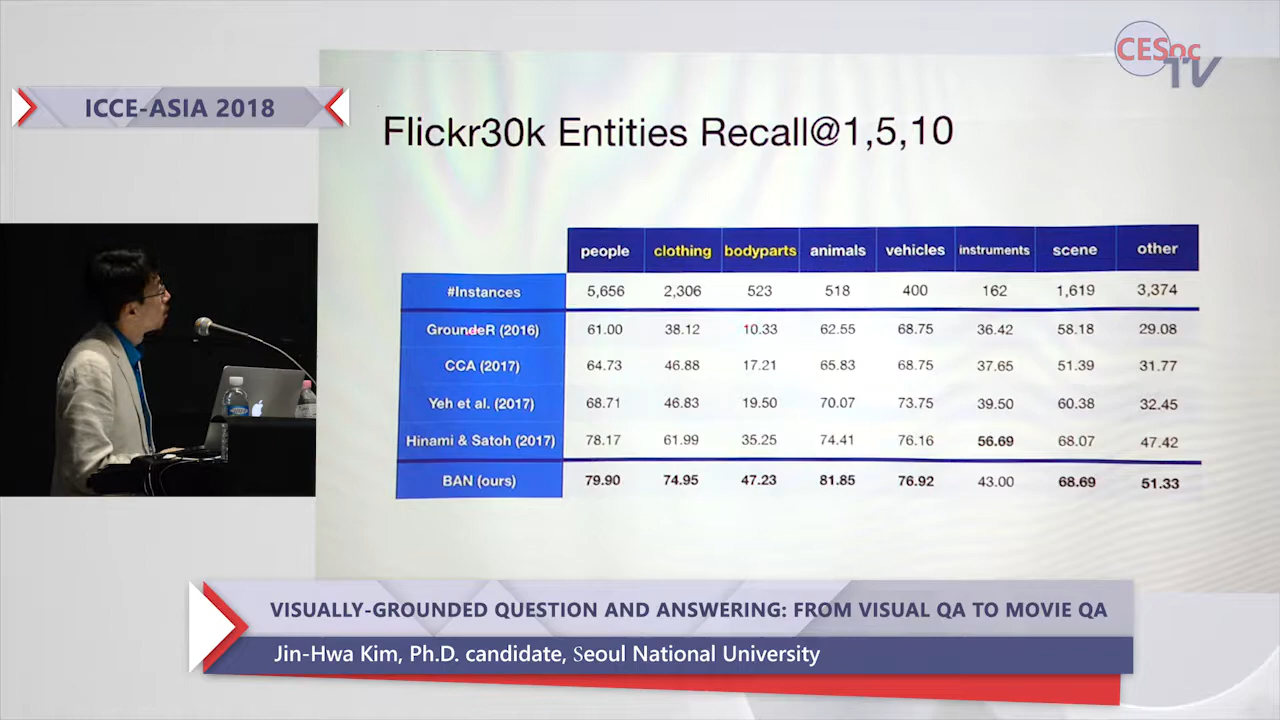 CESoc
TV
ICCE-ASIA 2018
Flickr30k Entities Recall@1,5,10
people clothing bodyparts animals vehicles instruments scene other
#Instances 5,656 2,306 523 518 400 162 1,619 3,374
GroundeR (2016) 61.00 38.12 10.33 62.55 68.75 36.42 58.18 29.08
CCA (2017) 64.73 46.88 17.21 65.83 68.75 37.65 51.39 31.77
Yeh et al. (2017) 68.71 46.83 19.50 70.07 73.75 39.50 60.38 32.45
Hinami & Satoh (2017) 78.17 61.99 35.25 74.41 76.16 56.69 68.07 47.42
BAN (ours) 79.90 74.95 47.23 81.85 76.92 43.00 68.69 51.33
VISUALLY-GROUNDED QUESTION AND ANSWERING: FROM VISUAL QA TO MOVIE QA
Jin-Hwa Kim, Ph.D. candidate, Seoul National University